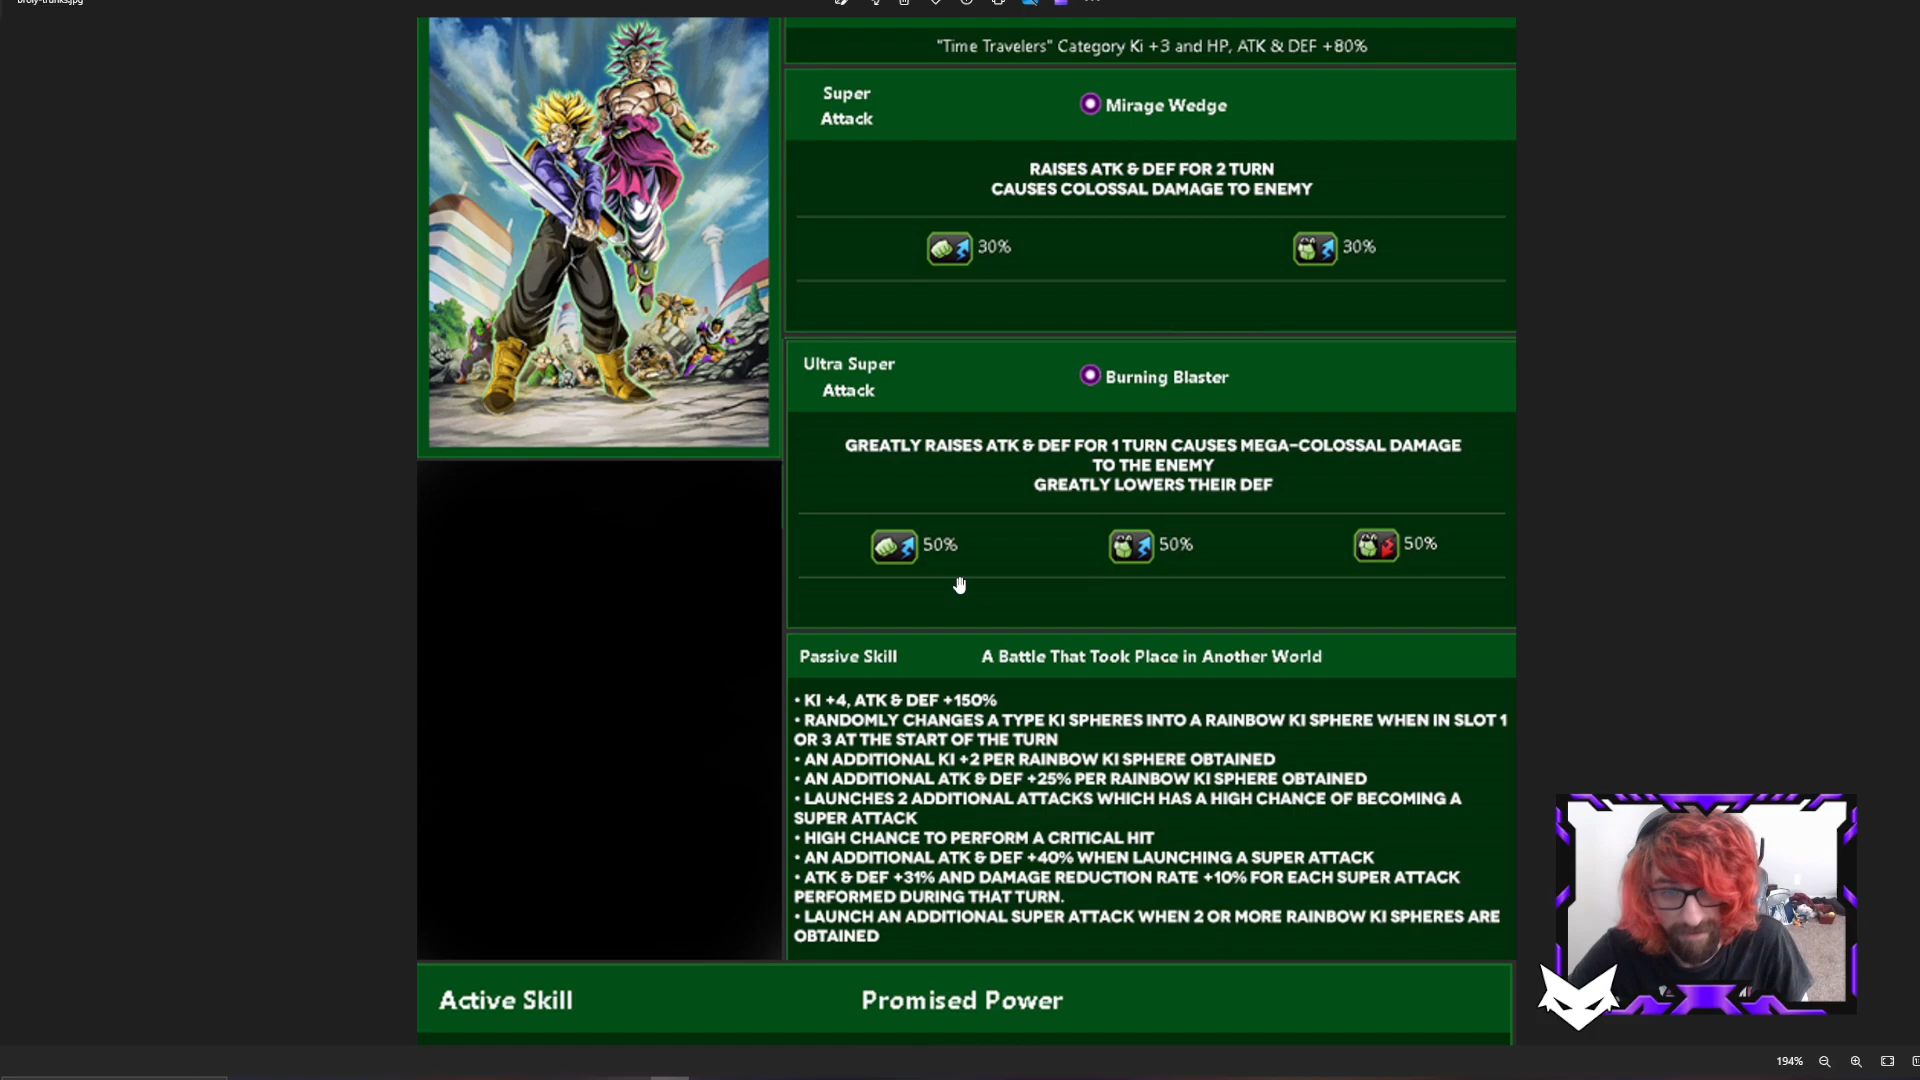 broly-trunks.jpg
"Time Travelers" Category Ki +3 and HP, ATK & DEF +80%
Super
Attack
Mirage Wedge
RAISES ATK & DEF FOR 2 TURN
CAUSES COLOSSAL DAMAGE TO ENEMY
30%
30%
Ultra Super
Attack
Burning Blaster
GREATLY RAISES ATK & DEF FOR 1 TURN CAUSES MEGA-COLOSSAL DAMAGE
TO THE ENEMY
GREATLY LOWERS THEIR DEF
50%
50%
50%
Passive Skill
A Battle That Took Place in Another World
• KI +4, ATK & DEF +150%
• RANDOMLY CHANGES A TYPE KI SPHERES INTO A RAINBOW KI SPHERE WHEN IN SLOT 1
OR 3 AT THE START OF THE TURN
• AN ADDITIONAL KI +2 PER RAINBOW KI SPHERE OBTAINED
• AN ADDITIONAL ATK & DEF +25% PER RAINBOW KI SPHERE OBTAINED
• LAUNCHES 2 ADDITIONAL ATTACKS WHICH HAS A HIGH CHANCE OF BECOMING A
SUPER ATTACK
• HIGH CHANCE TO PERFORM A CRITICAL HIT
• AN ADDITIONAL ATK & DEF +40% WHEN LAUNCHING A SUPER ATTACK
• ATK & DEF +31% AND DAMAGE REDUCTION RATE +10% FOR EACH SUPER ATTACK
PERFORMED DURING THAT TURN.
• LAUNCH AN ADDITIONAL SUPER ATTACK WHEN 2 OR MORE RAINBOW KI SPHERES ARE
OBTAINED
Active Skill
Promised Power
194%